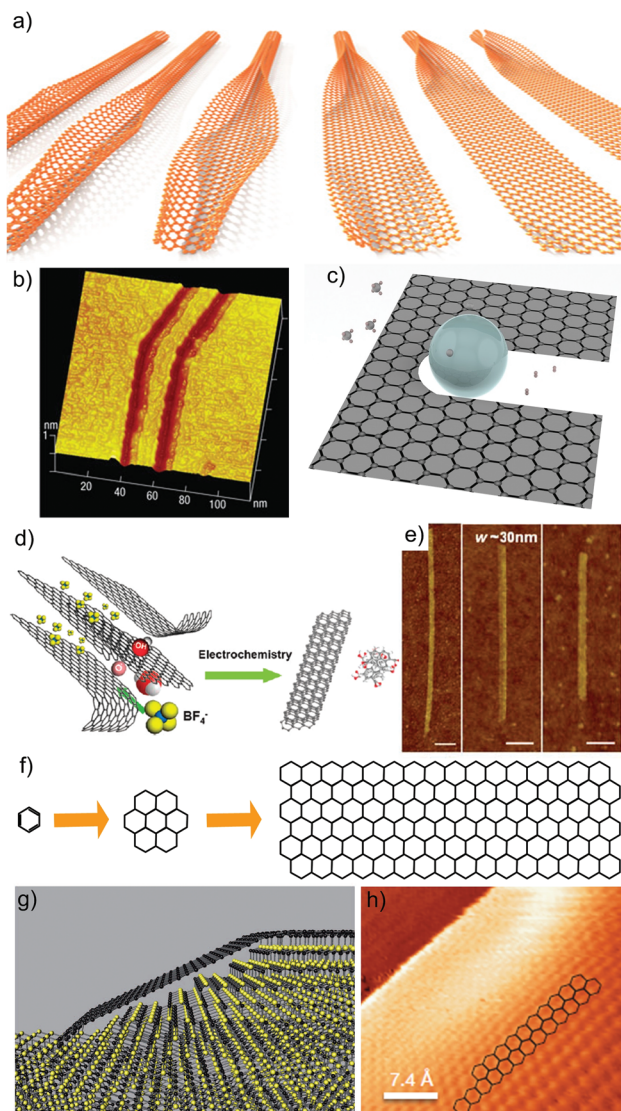 a)
b)
nm
1
20
40
60
80
100
nm
c)
d)
OH
O
Electrochemistry
BF₄⁻
e)
w ~30nm
f)
g)
h)
7.4 Å